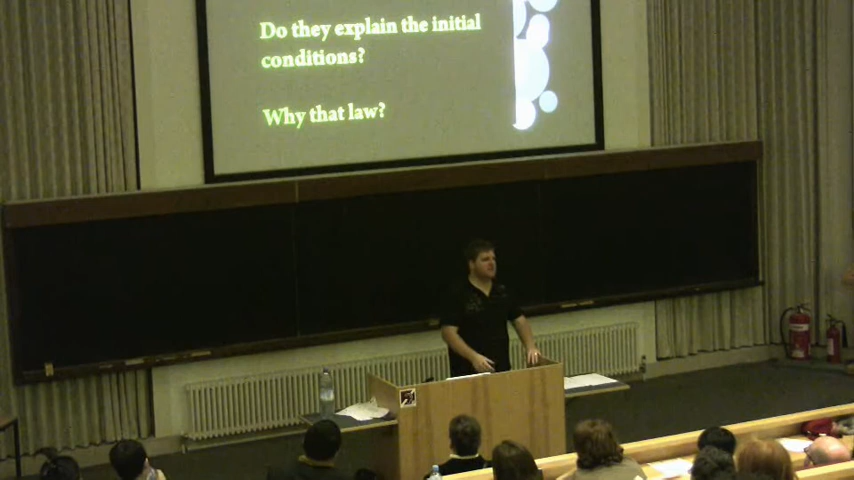 Do they explain the initial
conditions?
Why that law?